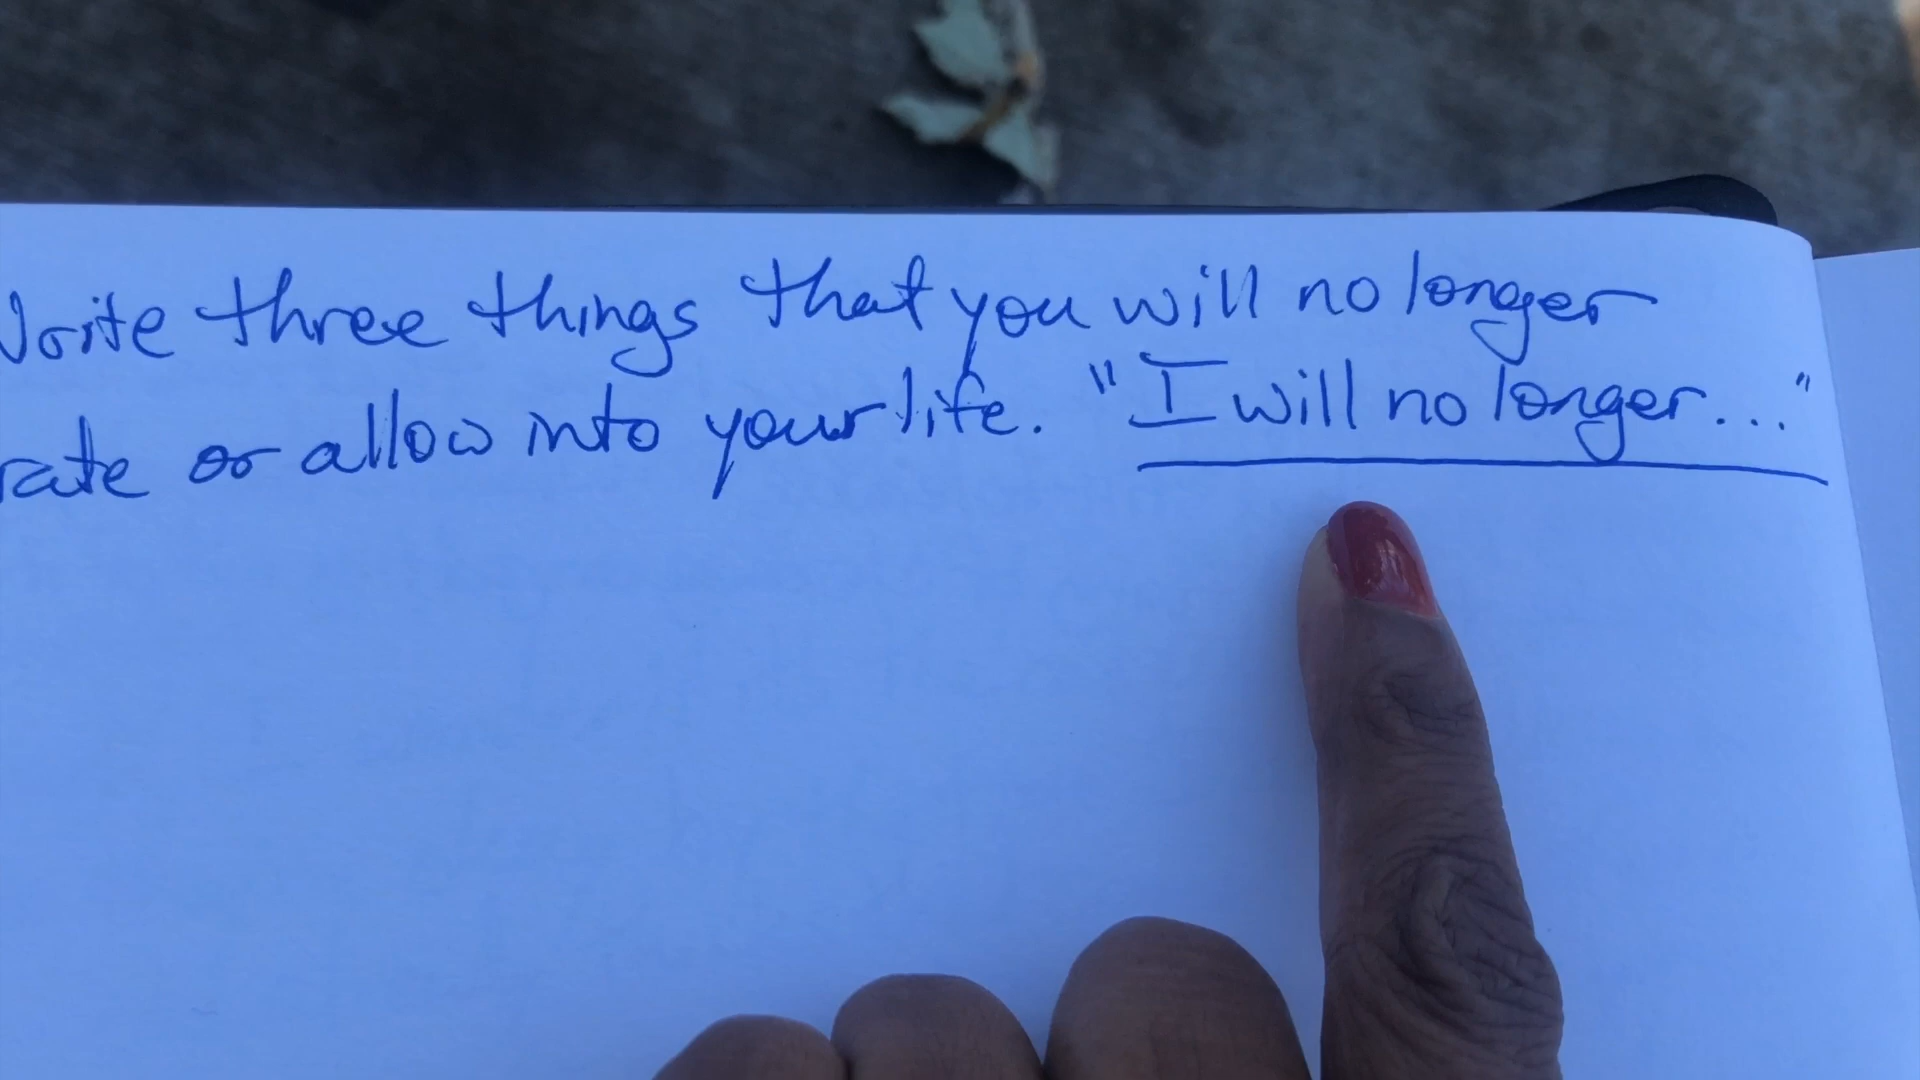 Write three things that you will no longer
rate or allow into your life. "I will no longer..."